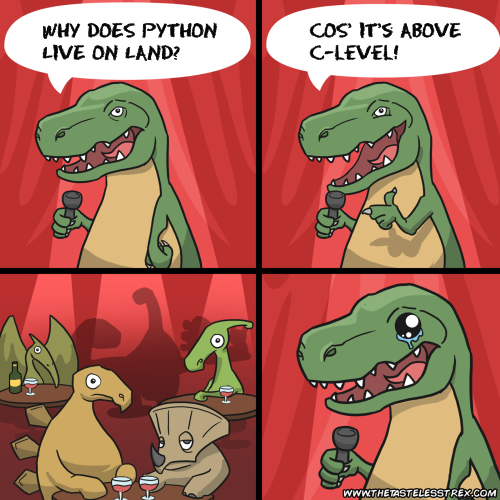 WHY DOES PYTHON
LIVE ON LAND?
COS' IT'S ABOVE
C-LEVEL!
WWW.THETASTELESSTREX.COM